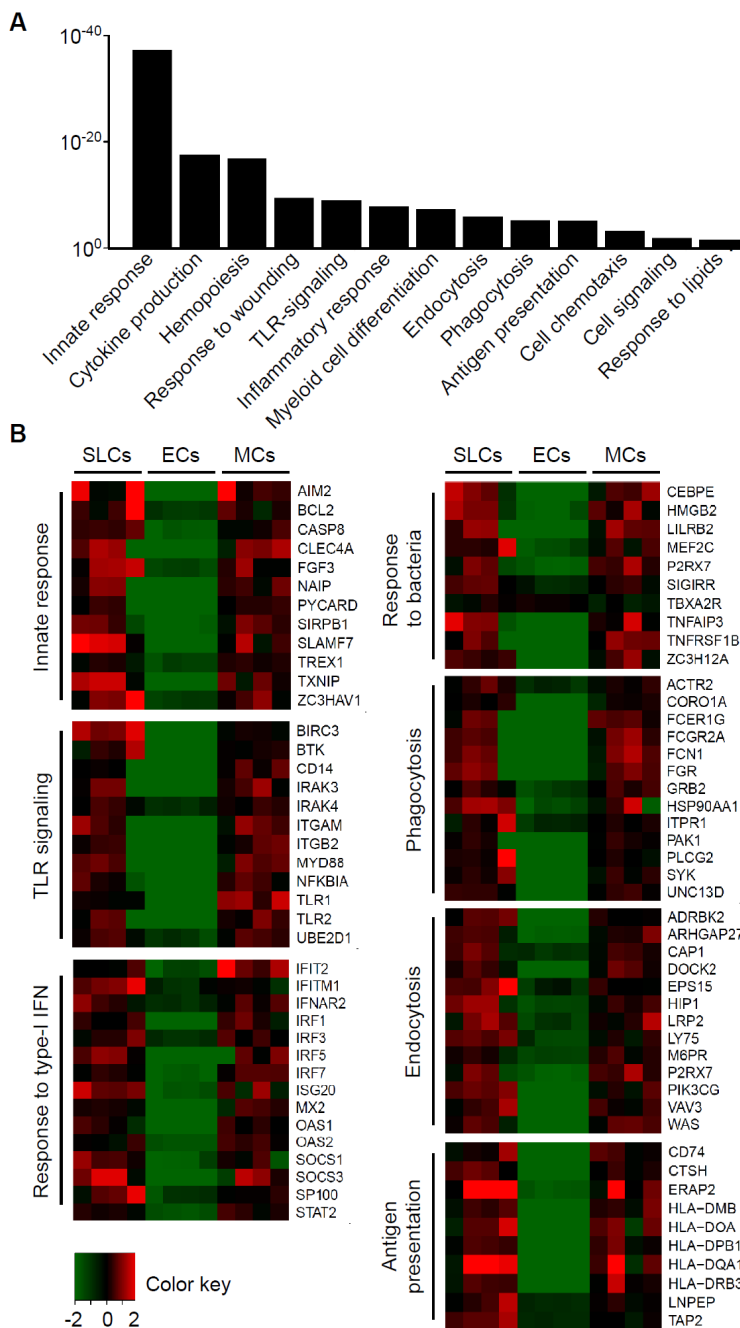 A
10-40
10-20
100
Innate response
Cytokine production
Hemopoiesis
Response to wounding
TLR-signaling
Inflammatory response
Myeloid cell differentiation
Endocytosis
Phagocytosis
Antigen presentation
Cell chemotaxis
Cell signaling
Response to lipids
B
SLCs ECs MCs
Innate response
AIM2
BCL2
CASP8
CLEC4A
FGF3
NAIP
PYCARD
SIRPB1
SLAMF7
TREX1
TXNIP
ZC3HAV1
TLR signaling
BIRC3
BTK
CD14
IRAK3
IRAK4
ITGAM
ITGB2
MYD88
NFKBIA
TLR1
TLR2
UBE2D1
Response to type-I IFN
IFIT2
IFITM1
IFNAR2
IRF1
IRF3
IRF5
IRF7
ISG20
MX2
OAS1
OAS2
SOCS1
SOCS3
SP100
STAT2
Color key
-2 0 2
SLCs ECs MCs
Response
to bacteria
CEBPE
HMGB2
LILRB2
MEF2C
P2RX7
SIGIRR
TBXA2R
TNFAIP3
TNFRSF1B
ZC3H12A
Phagocytosis
ACTR2
CORO1A
FCER1G
FCGR2A
FCN1
FGR
GRB2
HSP90AA1
ITPR1
PAK1
PLCG2
SYK
UNC13D
Endocytosis
ADRBK2
ARHGAP27
CAP1
DOCK2
EPS15
HIP1
LRP2
LY75
M6PR
P2RX7
PIK3CG
VAV3
WAS
Antigen
presentation
CD74
CTSH
ERAP2
HLA−DMB
HLA−DOA
HLA−DPB1
HLA−DQA1
HLA−DRB3
LNPEP
TAP2